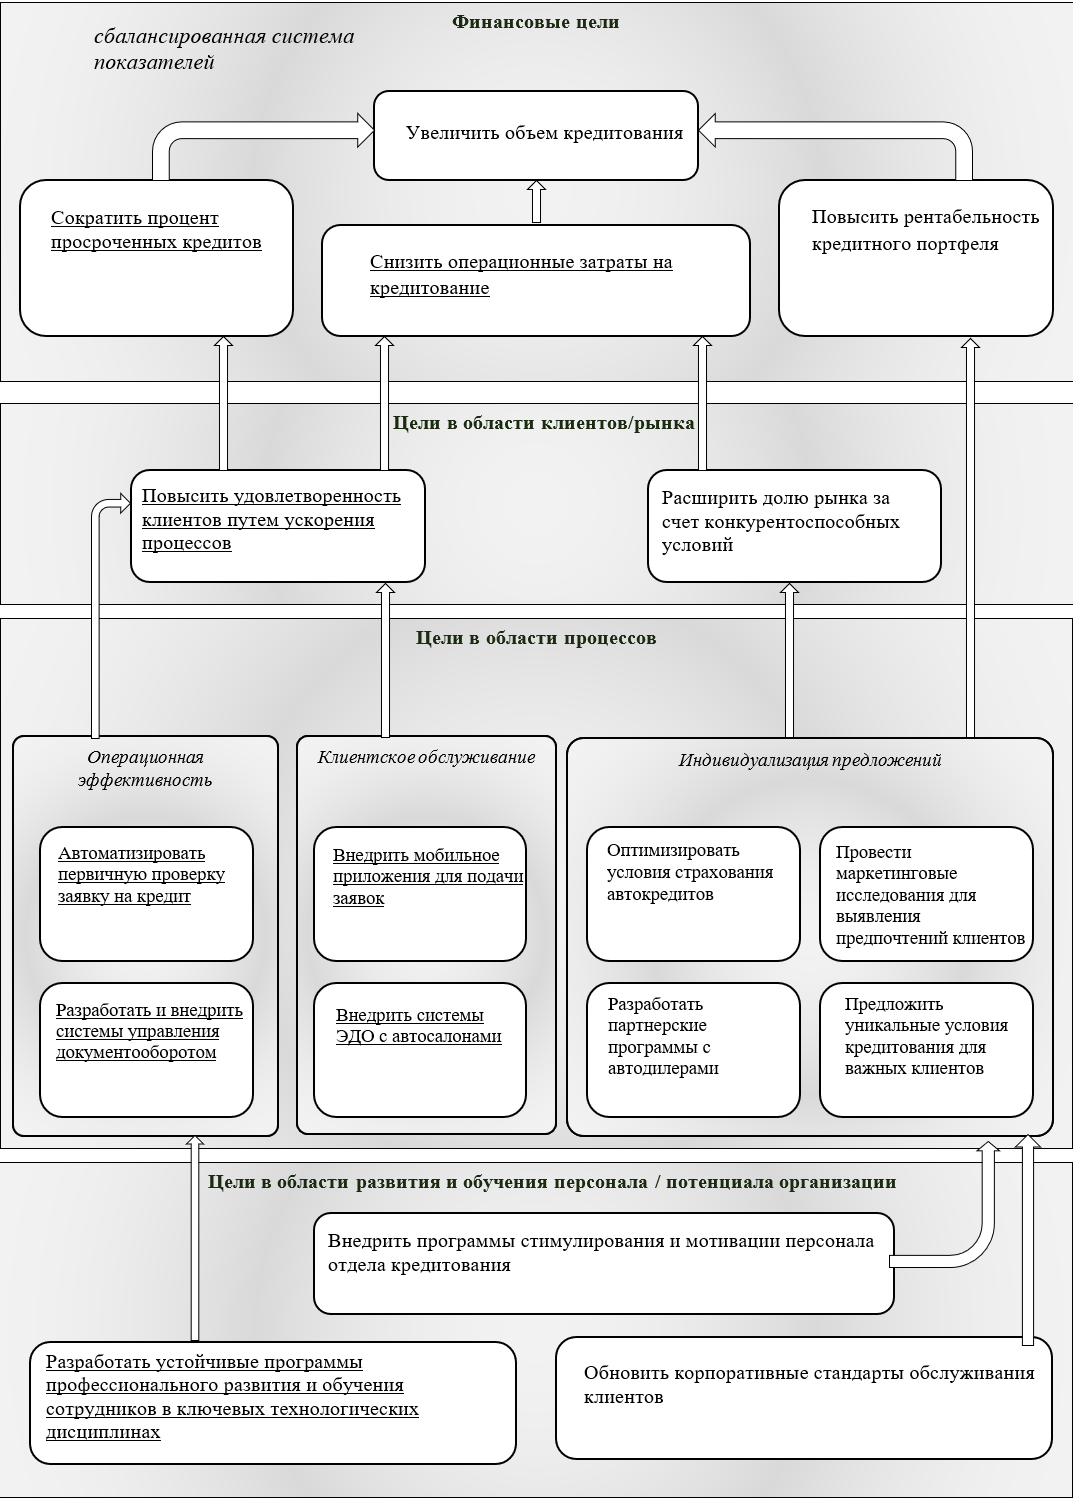 Финансовые цели
сбалансированная система
показателей
Увеличить объем кредитования
Сократить процент
просроченных кредитов
Снизить операционные затраты на
кредитование
Повысить рентабельность
кредитного портфеля
Цели в области клиентов/рынка
Повысить удовлетворенность
клиентов путем ускорения
процессов
Расширить долю рынка за
счет конкурентоспособных
условий
Цели в области процессов
Операционная
эффективность
Автоматизировать
первичную проверку
заявку на кредит
Разработать и внедрить
системы управления
документооборотом
Клиентское обслуживание
Внедрить мобильное
приложения для подачи
заявок
Внедрить системы
ЭДО с автосалонами
Индивидуализация предложений
Оптимизировать
условия страхования
автокредитов
Провести
маркетинговые
исследования для
выявления
предпочтений клиентов
Разработать
партнерские
программы с
автодилерами
Предложить
уникальные условия
кредитования для
важных клиентов
Цели в области развития и обучения персонала / потенциала организации
Внедрить программы стимулирования и мотивации персонала
отдела кредитования
Разработать устойчивые программы
профессионального развития и обучения
сотрудников в ключевых технологических
дисциплинах
Обновить корпоративные стандарты обслуживания
клиентов